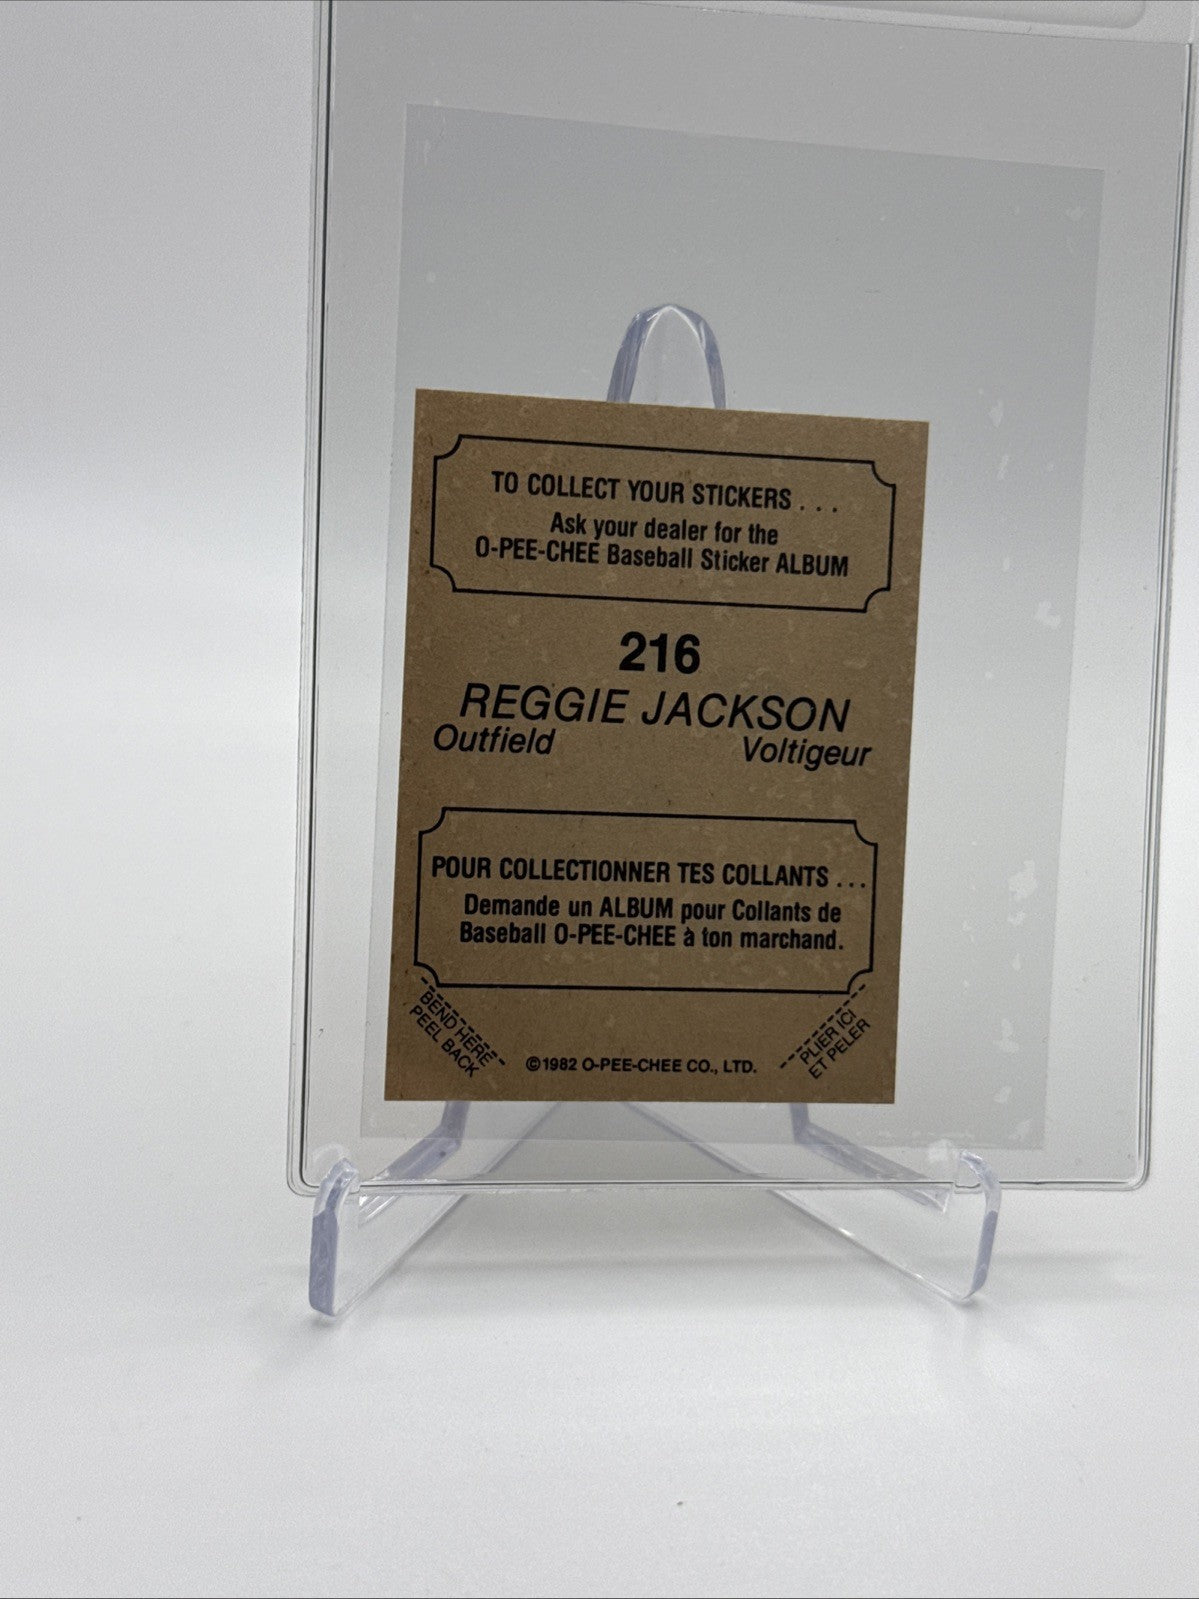 TO COLLECT YOUR STICKERS . . .
Ask your dealer for the
O-PEE-CHEE Baseball Sticker ALBUM
216
REGGIE JACKSON
Outfield Voltigeur
POUR COLLECTIONNER TES COLLANTS . . .
Demande un ALBUM pour Collants de
Baseball O-PEE-CHEE à ton marchand.
BEND HERE
PEEL BACK
©1982 O-PEE-CHEE CO., LTD.
PLIER ICI
ET PELER